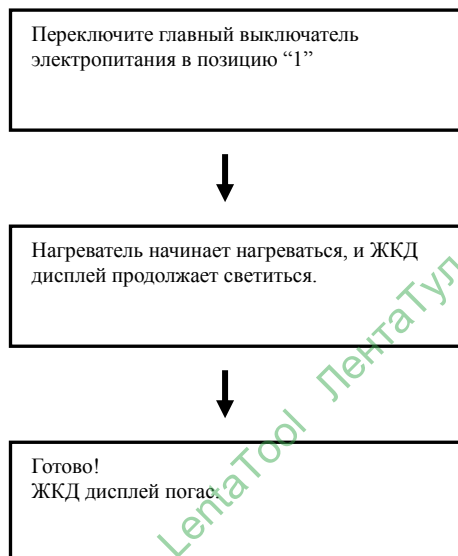 Переключите главный выключатель
электропитания в позицию “1”
Нагреватель начинает нагреваться, и ЖКД
дисплей продолжает светиться.
Готово!
ЖКД дисплей погас.
LentaTool ЛентаТул